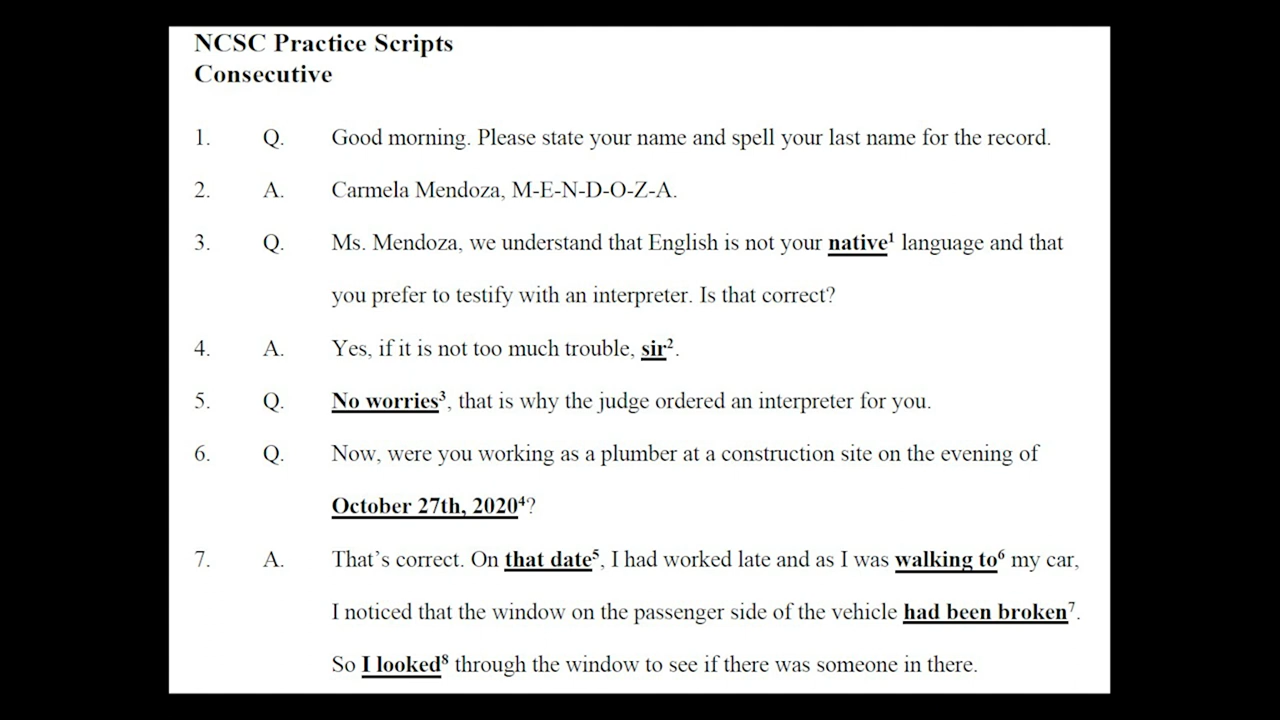 NCSC Practice Scripts
Consecutive
1. Q. Good morning. Please state your name and spell your last name for the record.
2. A. Carmela Mendoza, M-E-N-D-O-Z-A.
3. Q. Ms. Mendoza, we understand that English is not your native¹ language and that
you prefer to testify with an interpreter. Is that correct?
4. A. Yes, if it is not too much trouble, sir².
5. Q. No worries³, that is why the judge ordered an interpreter for you.
6. Q. Now, were you working as a plumber at a construction site on the evening of
October 27th, 2020⁴?
7. A. That’s correct. On that date⁵, I had worked late and as I was walking to⁶ my car,
I noticed that the window on the passenger side of the vehicle had been broken⁷.
So I looked⁸ through the window to see if there was someone in there.